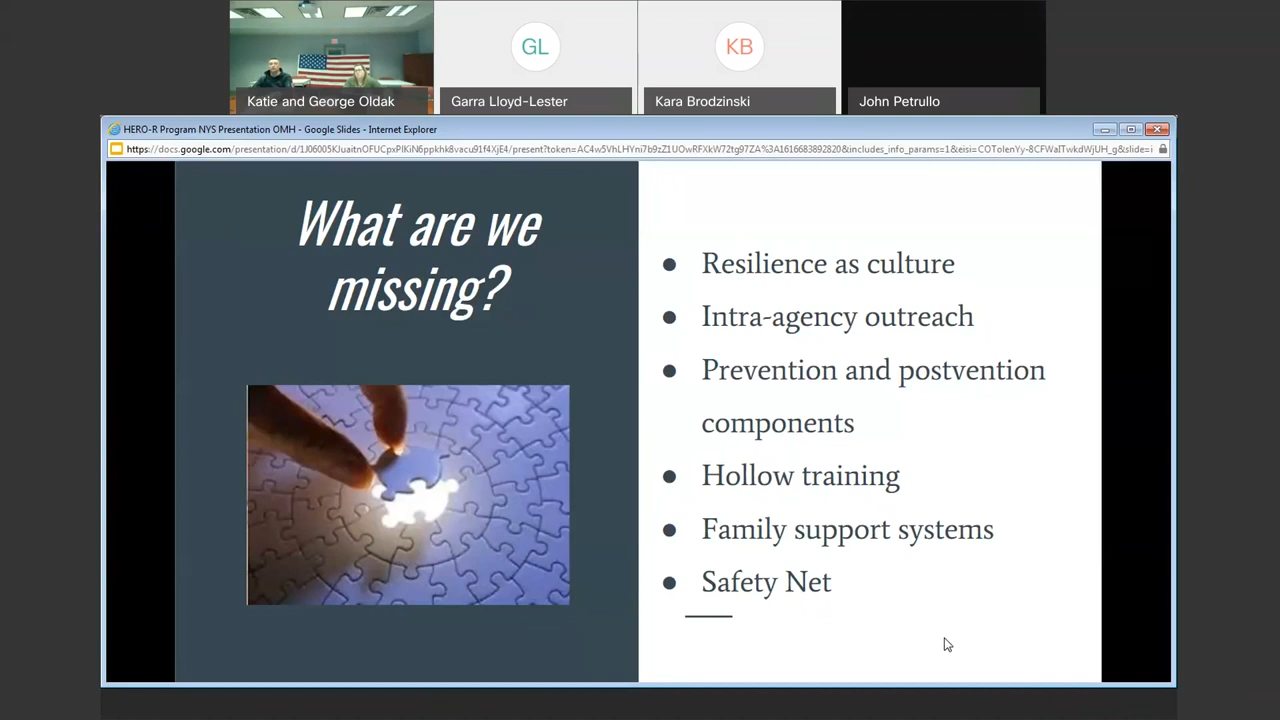 GL
KB
Katie and George Oldak
Garra Lloyd-Lester
Kara Brodzinski
John Petrullo
HERO-R Program NYS Presentation OMH - Google Slides - Internet Explorer
What are we
missing?
● Resilience as culture
● Intra-agency outreach
● Prevention and postvention
components
● Hollow training
● Family support systems
● Safety Net